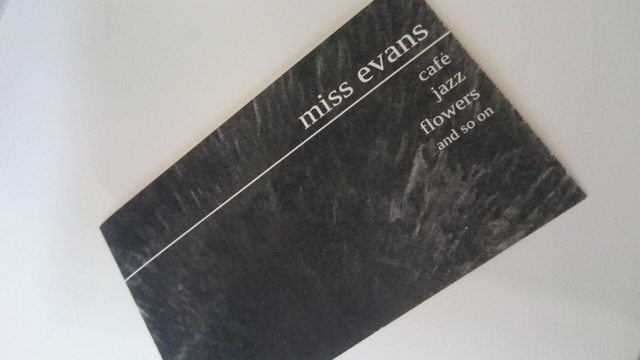 miss evans
café
jazz
flowers
and so on